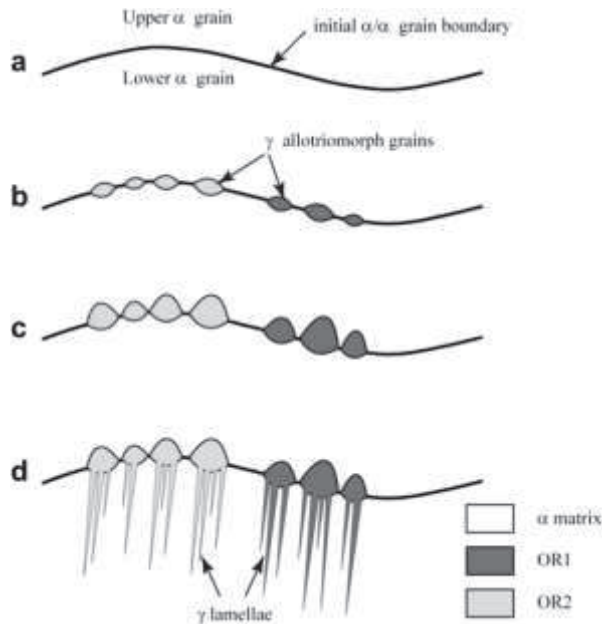 Upper α grain
initial α/α grain boundary
a
Lower α grain
γ allotriomorph grains
b
c
d
α matrix
OR1
γ lamellae
OR2